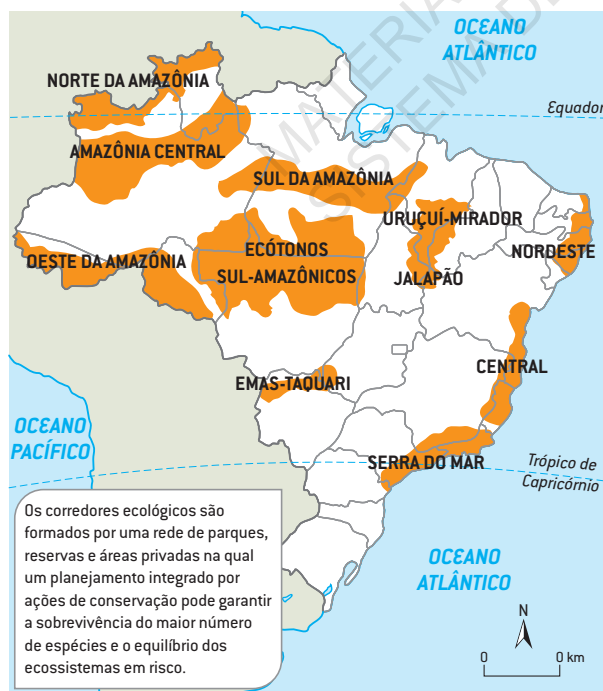 OCEANO
ATLÂNTICO
MATERIAL
SISTEMA DE
NORTE DA AMAZÔNIA
Equador
AMAZÔNIA CENTRAL
SUL DA AMAZÔNIA
URUÇUÍ-MIRADOR
OESTE DA AMAZÔNIA
ECÓTONOS
SUL-AMAZÔNICOS
NORDESTE
JALAPÃO
CENTRAL
EMAS-TAQUARI
OCEANO
PACÍFICO
SERRA DO MAR
Trópico de
Capricórnio
Os corredores ecológicos são
formados por uma rede de parques,
reservas e áreas privadas na qual
um planejamento integrado por
ações de conservação pode garantir
a sobrevivência do maior número
de espécies e o equilíbrio dos
ecossistemas em risco.
OCEANO
ATLÂNTICO
N
0 0 km